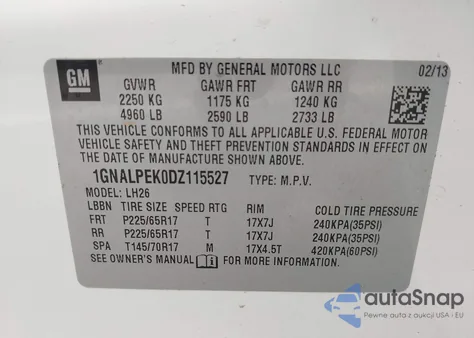 GM
MFD BY GENERAL MOTORS LLC 02/13
GVWR GAWR FRT GAWR RR
2250 KG 1175 KG 1240 KG
4960 LB 2590 LB 2733 LB
THIS VEHICLE CONFORMS TO ALL APPLICABLE U.S. FEDERAL MOTOR
VEHICLE SAFETY AND THEFT PREVENTION STANDARDS IN EFFECT ON
THE DATE OF MANUFACTURE SHOWN ABOVE.
1GNALPEK0DZ115527 TYPE: M.P.V.
MODEL: LH26
LBBN TIRE SIZE SPEED RTG RIM COLD TIRE PRESSURE
FRT P225/65R17 T 17X7J 240KPA(35PSI)
RR P225/65R17 T 17X7J 240KPA(35PSI)
SPA T145/70R17 M 17X4.5T 420KPA(60PSI)
SEE OWNER'S MANUAL FOR MORE INFORMATION.
autoSnap
Pewne auto z USA i EU